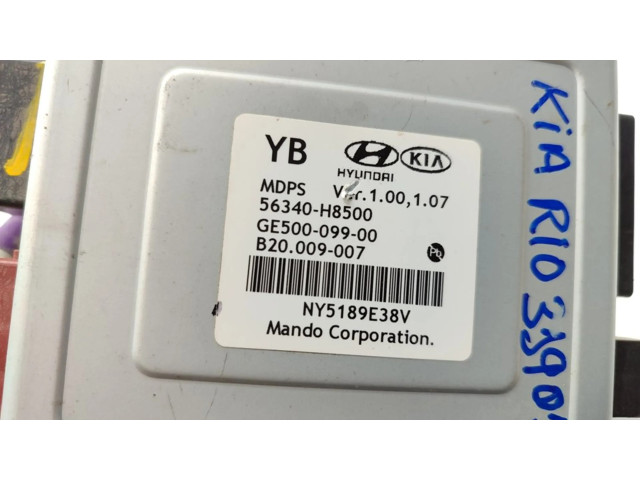 YB HYUNDAI KIA
MDPS Ver.1.00,1.07
56340-H8500
GE500-099-00
B20.009-007 Pb
NY5189E38V
Mando Corporation.
KiA RIO